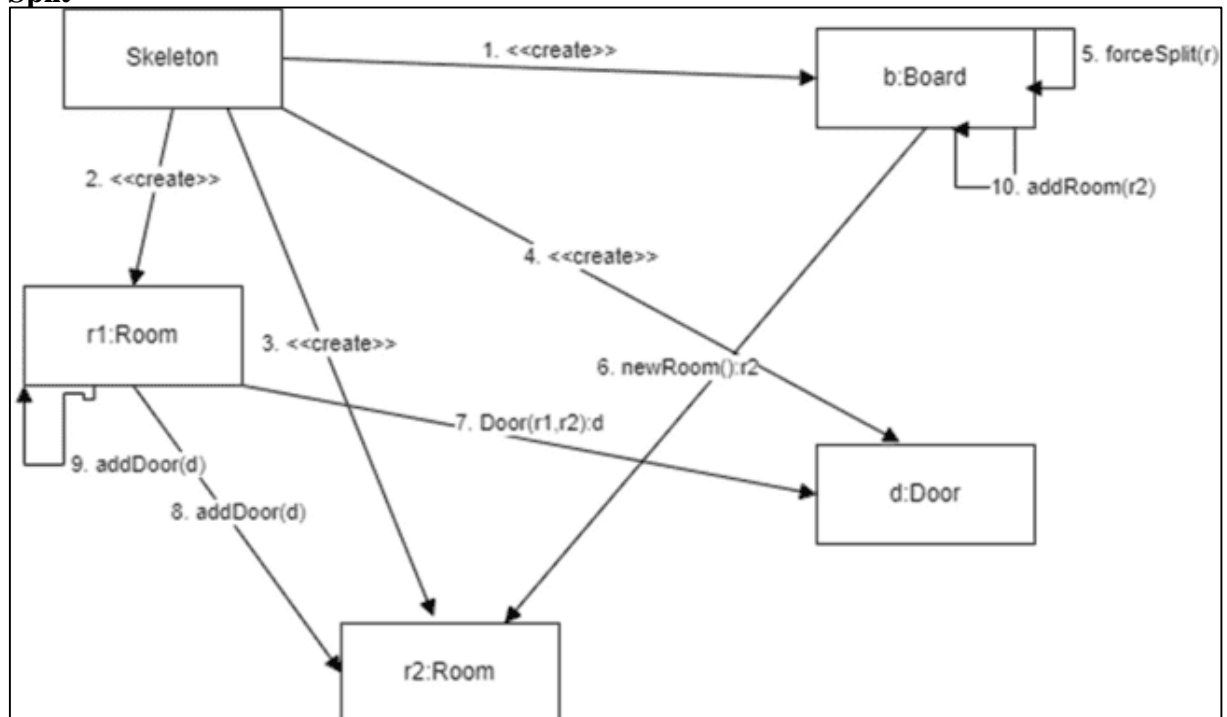 Split
Skeleton
1. <<create>>
b:Board
5. forceSplit(r)
2. <<create>>
10. addRoom(r2)
4. <<create>>
r1:Room
3. <<create>>
6. newRoom():r2
7. Door(r1,r2):d
9. addDoor(d)
d:Door
8. addDoor(d)
r2:Room